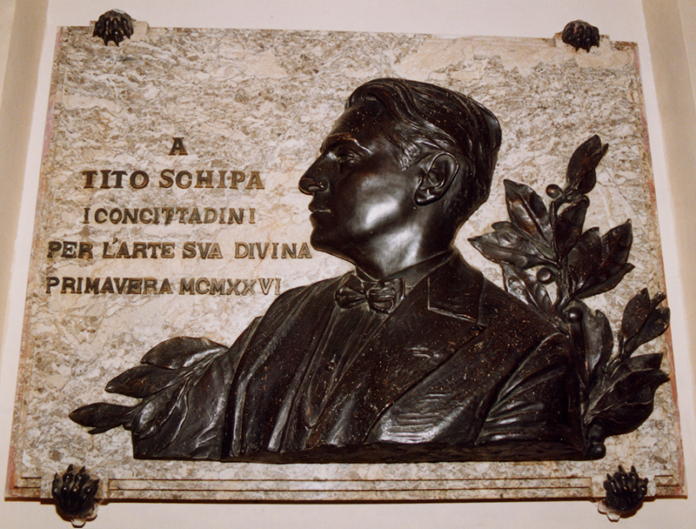 A
TITO SCHIPA
I CONCITTADINI
PER L'ARTE SVA DIVINA
PRIMAVERA MCMXXVI